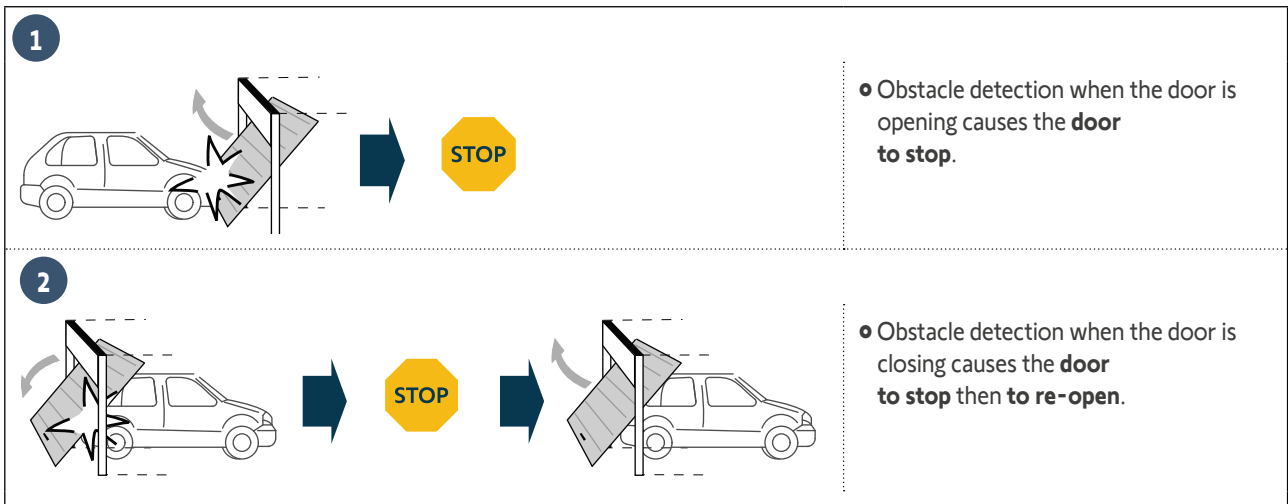 1
STOP
Obstacle detection when the door is
opening causes the door
to stop.
2
STOP
Obstacle detection when the door is
closing causes the door
to stop then to re-open.